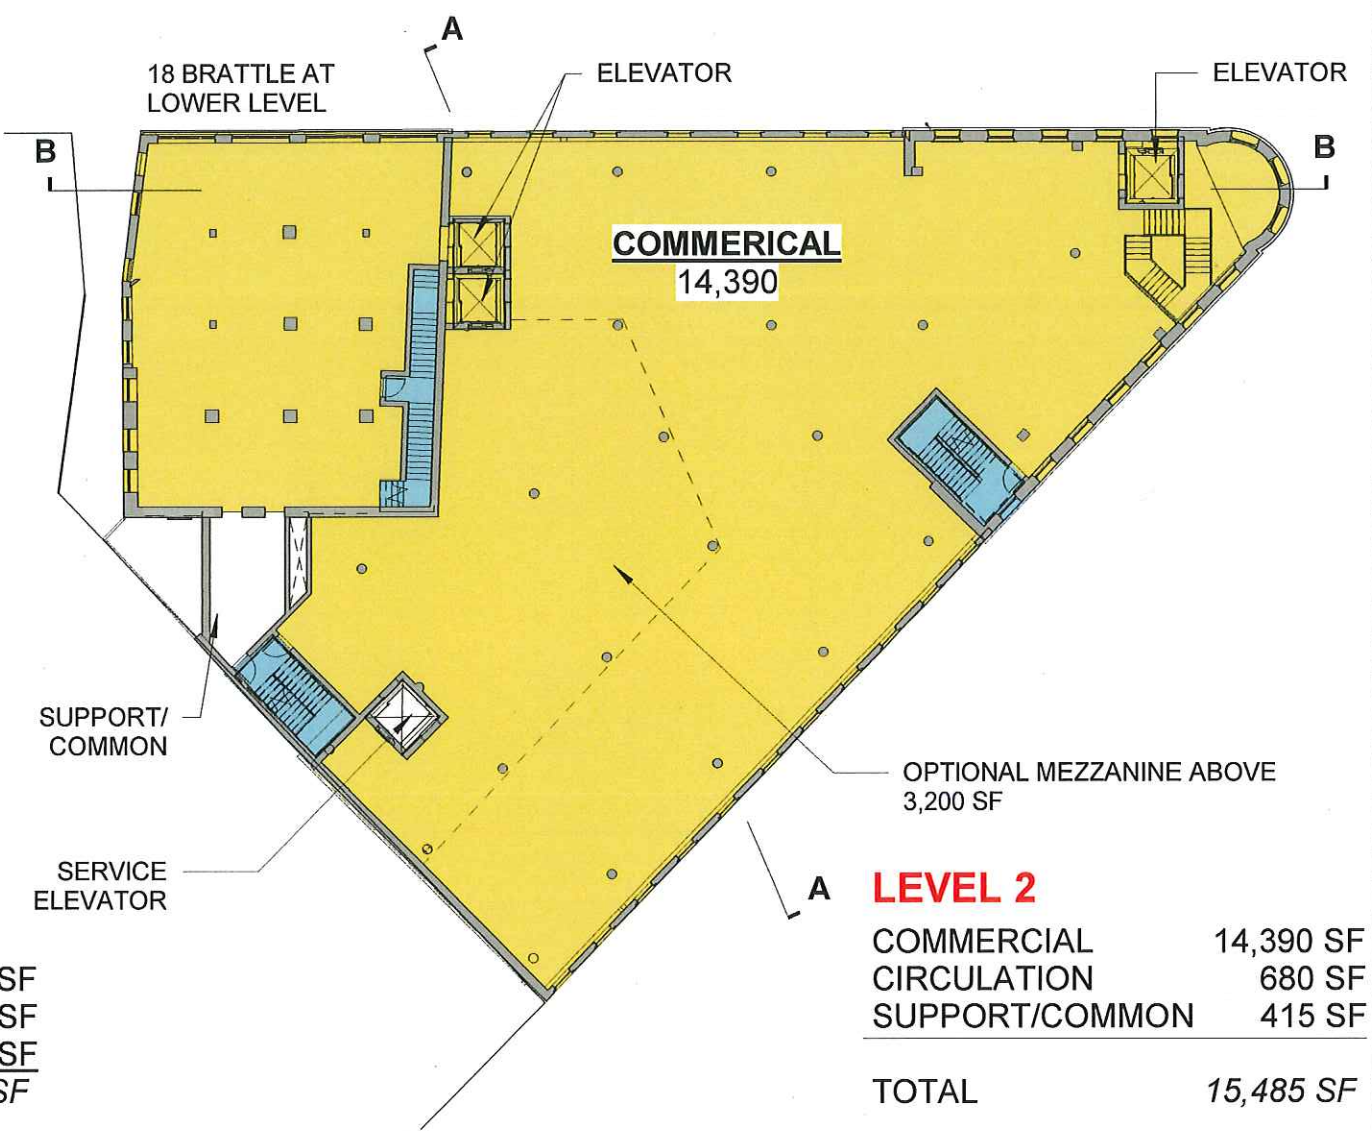 A
18 BRATTLE AT
LOWER LEVEL
ELEVATOR
ELEVATOR
B
B
COMMERICAL
14,390
SUPPORT/
COMMON
OPTIONAL MEZZANINE ABOVE
3,200 SF
SERVICE
ELEVATOR
A
LEVEL 2
COMMERCIAL 14,390 SF
CIRCULATION 680 SF
SUPPORT/COMMON 415 SF
TOTAL 15,485 SF
SF
SF
SF
SF